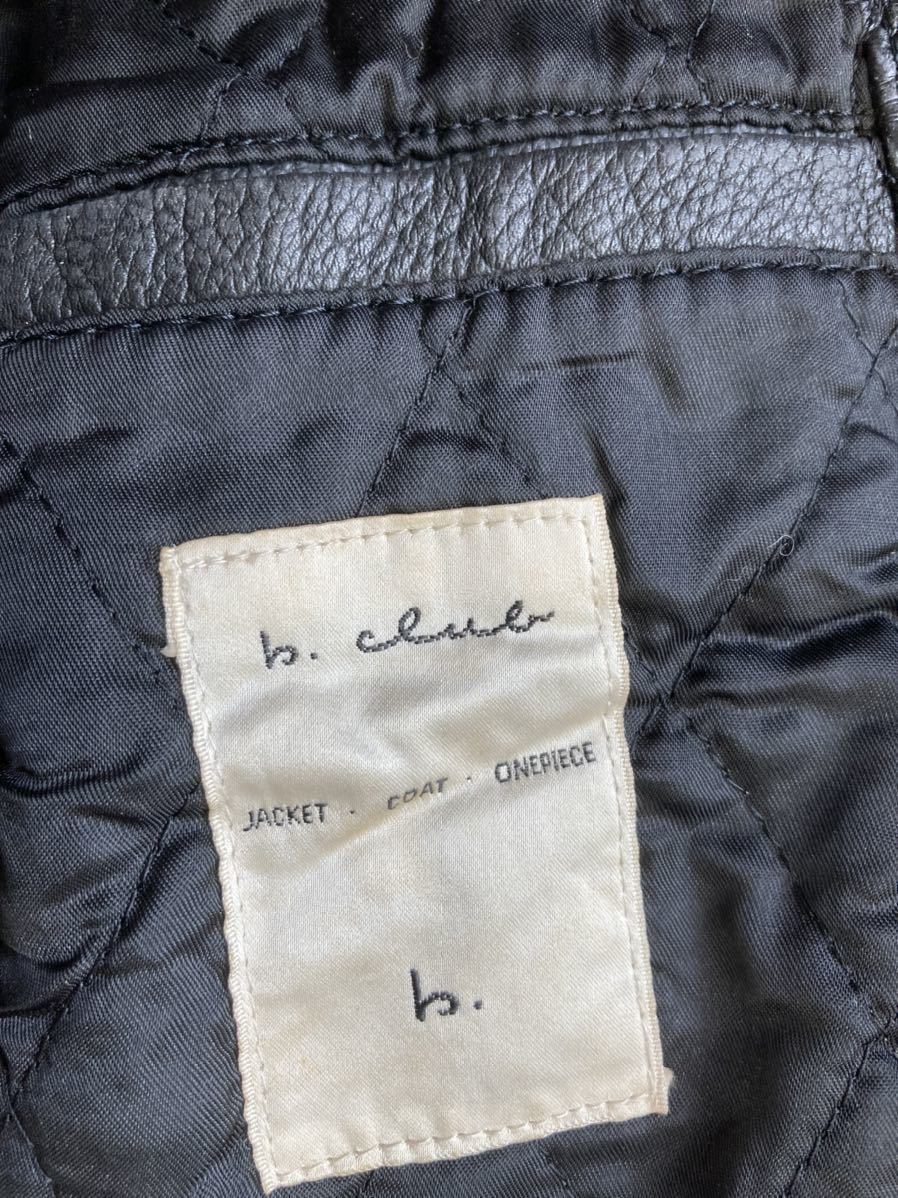 b. club
JACKET . COAT . ONEPIECE
b.